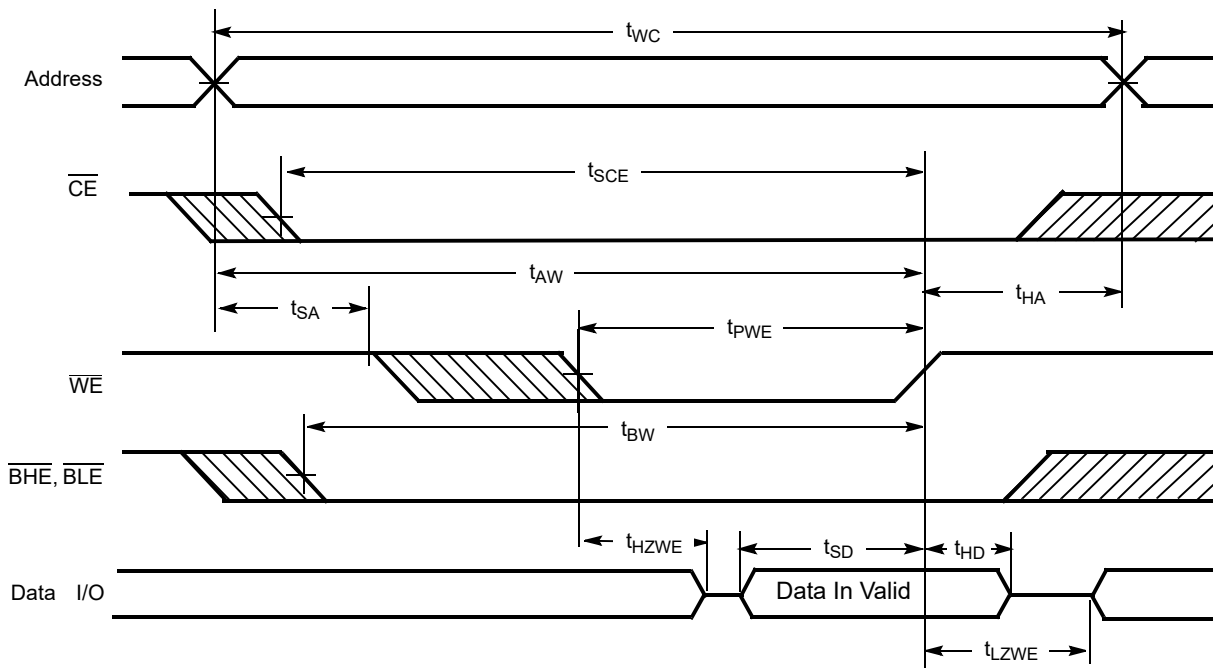 tWC
Address
tSCE
CE
tAW
tSA
tHA
tPWE
WE
tBW
BHE, BLE
tHZWE
tSD
tHD
Data I/O
Data In Valid
tLZWE